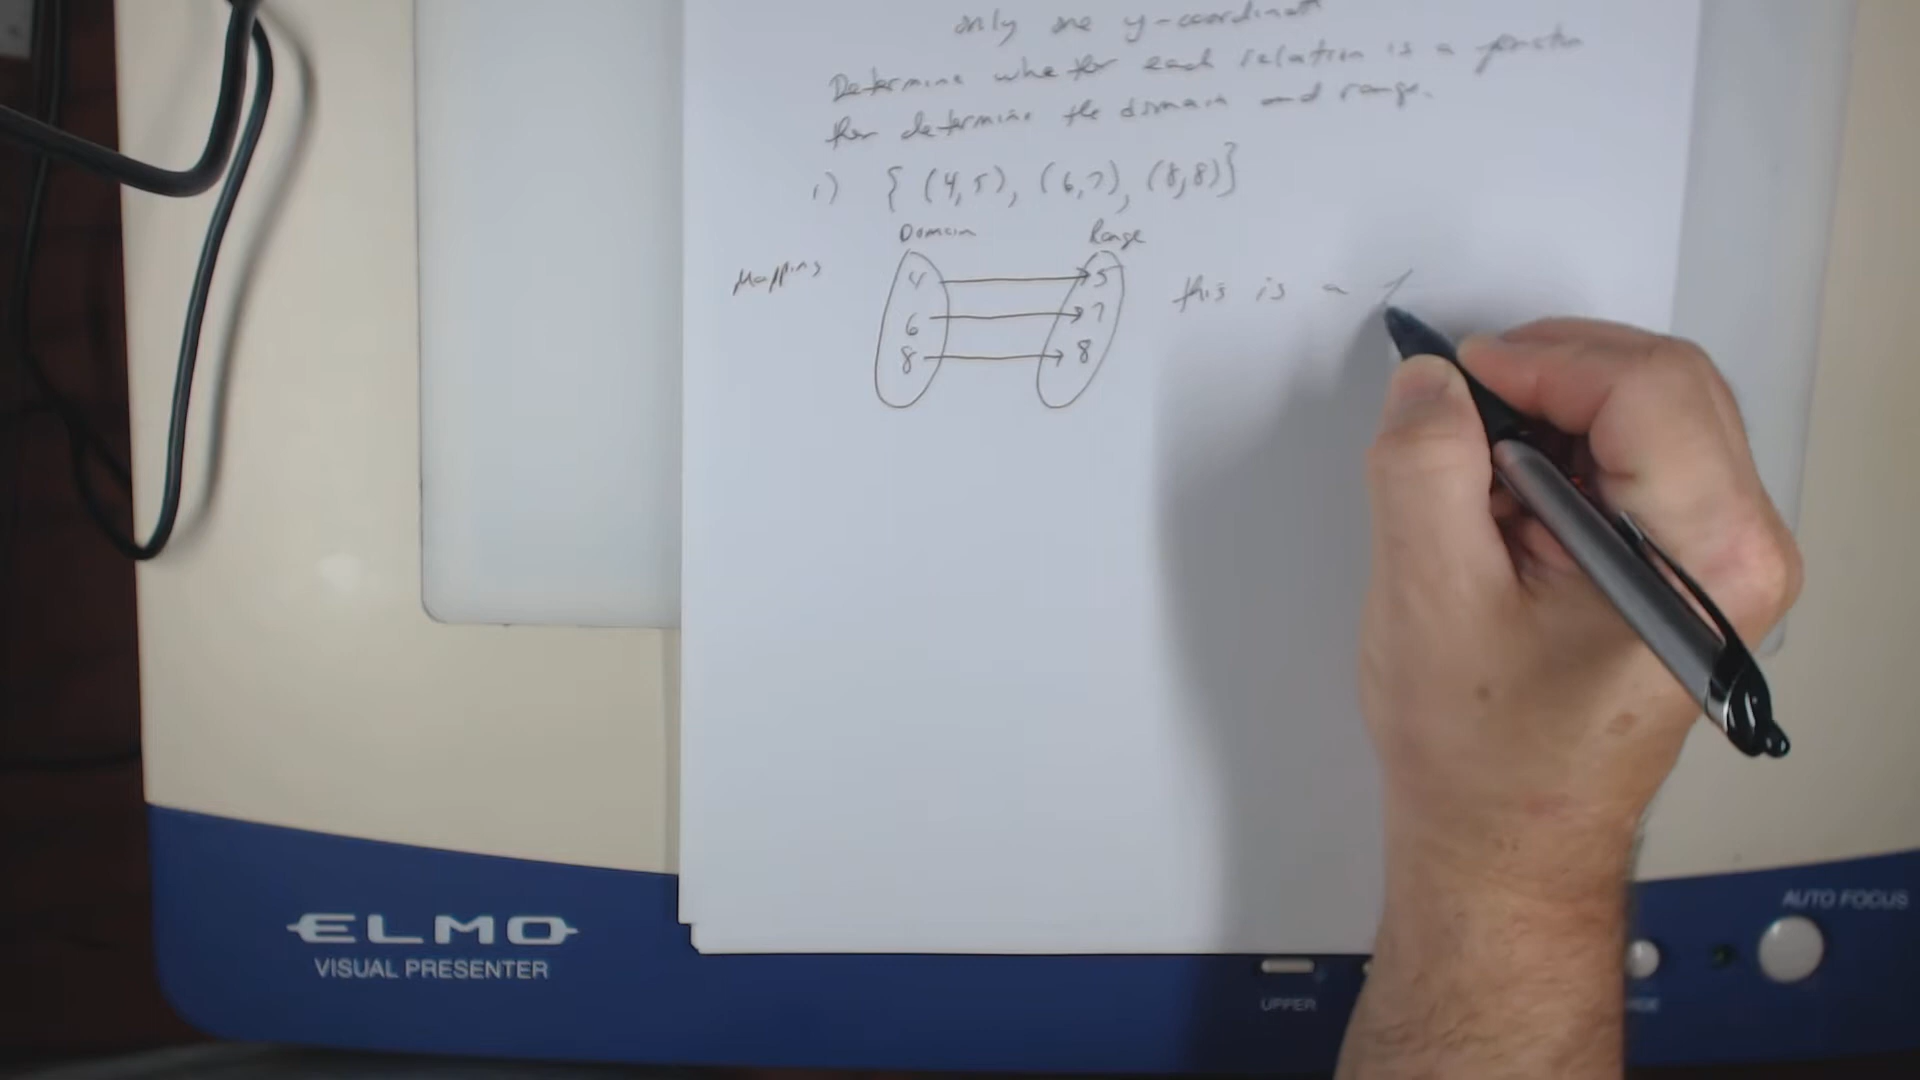 only one y-coordinate
Determine whether each relation is a function
then determine the domain and range.
1) { (4,5), (6,7), (8,8)}
Domain Range
Mapping
4 5
6 7
8 8
this is a f
ELMO
VISUAL PRESENTER
AUTO FOCUS
UPPER